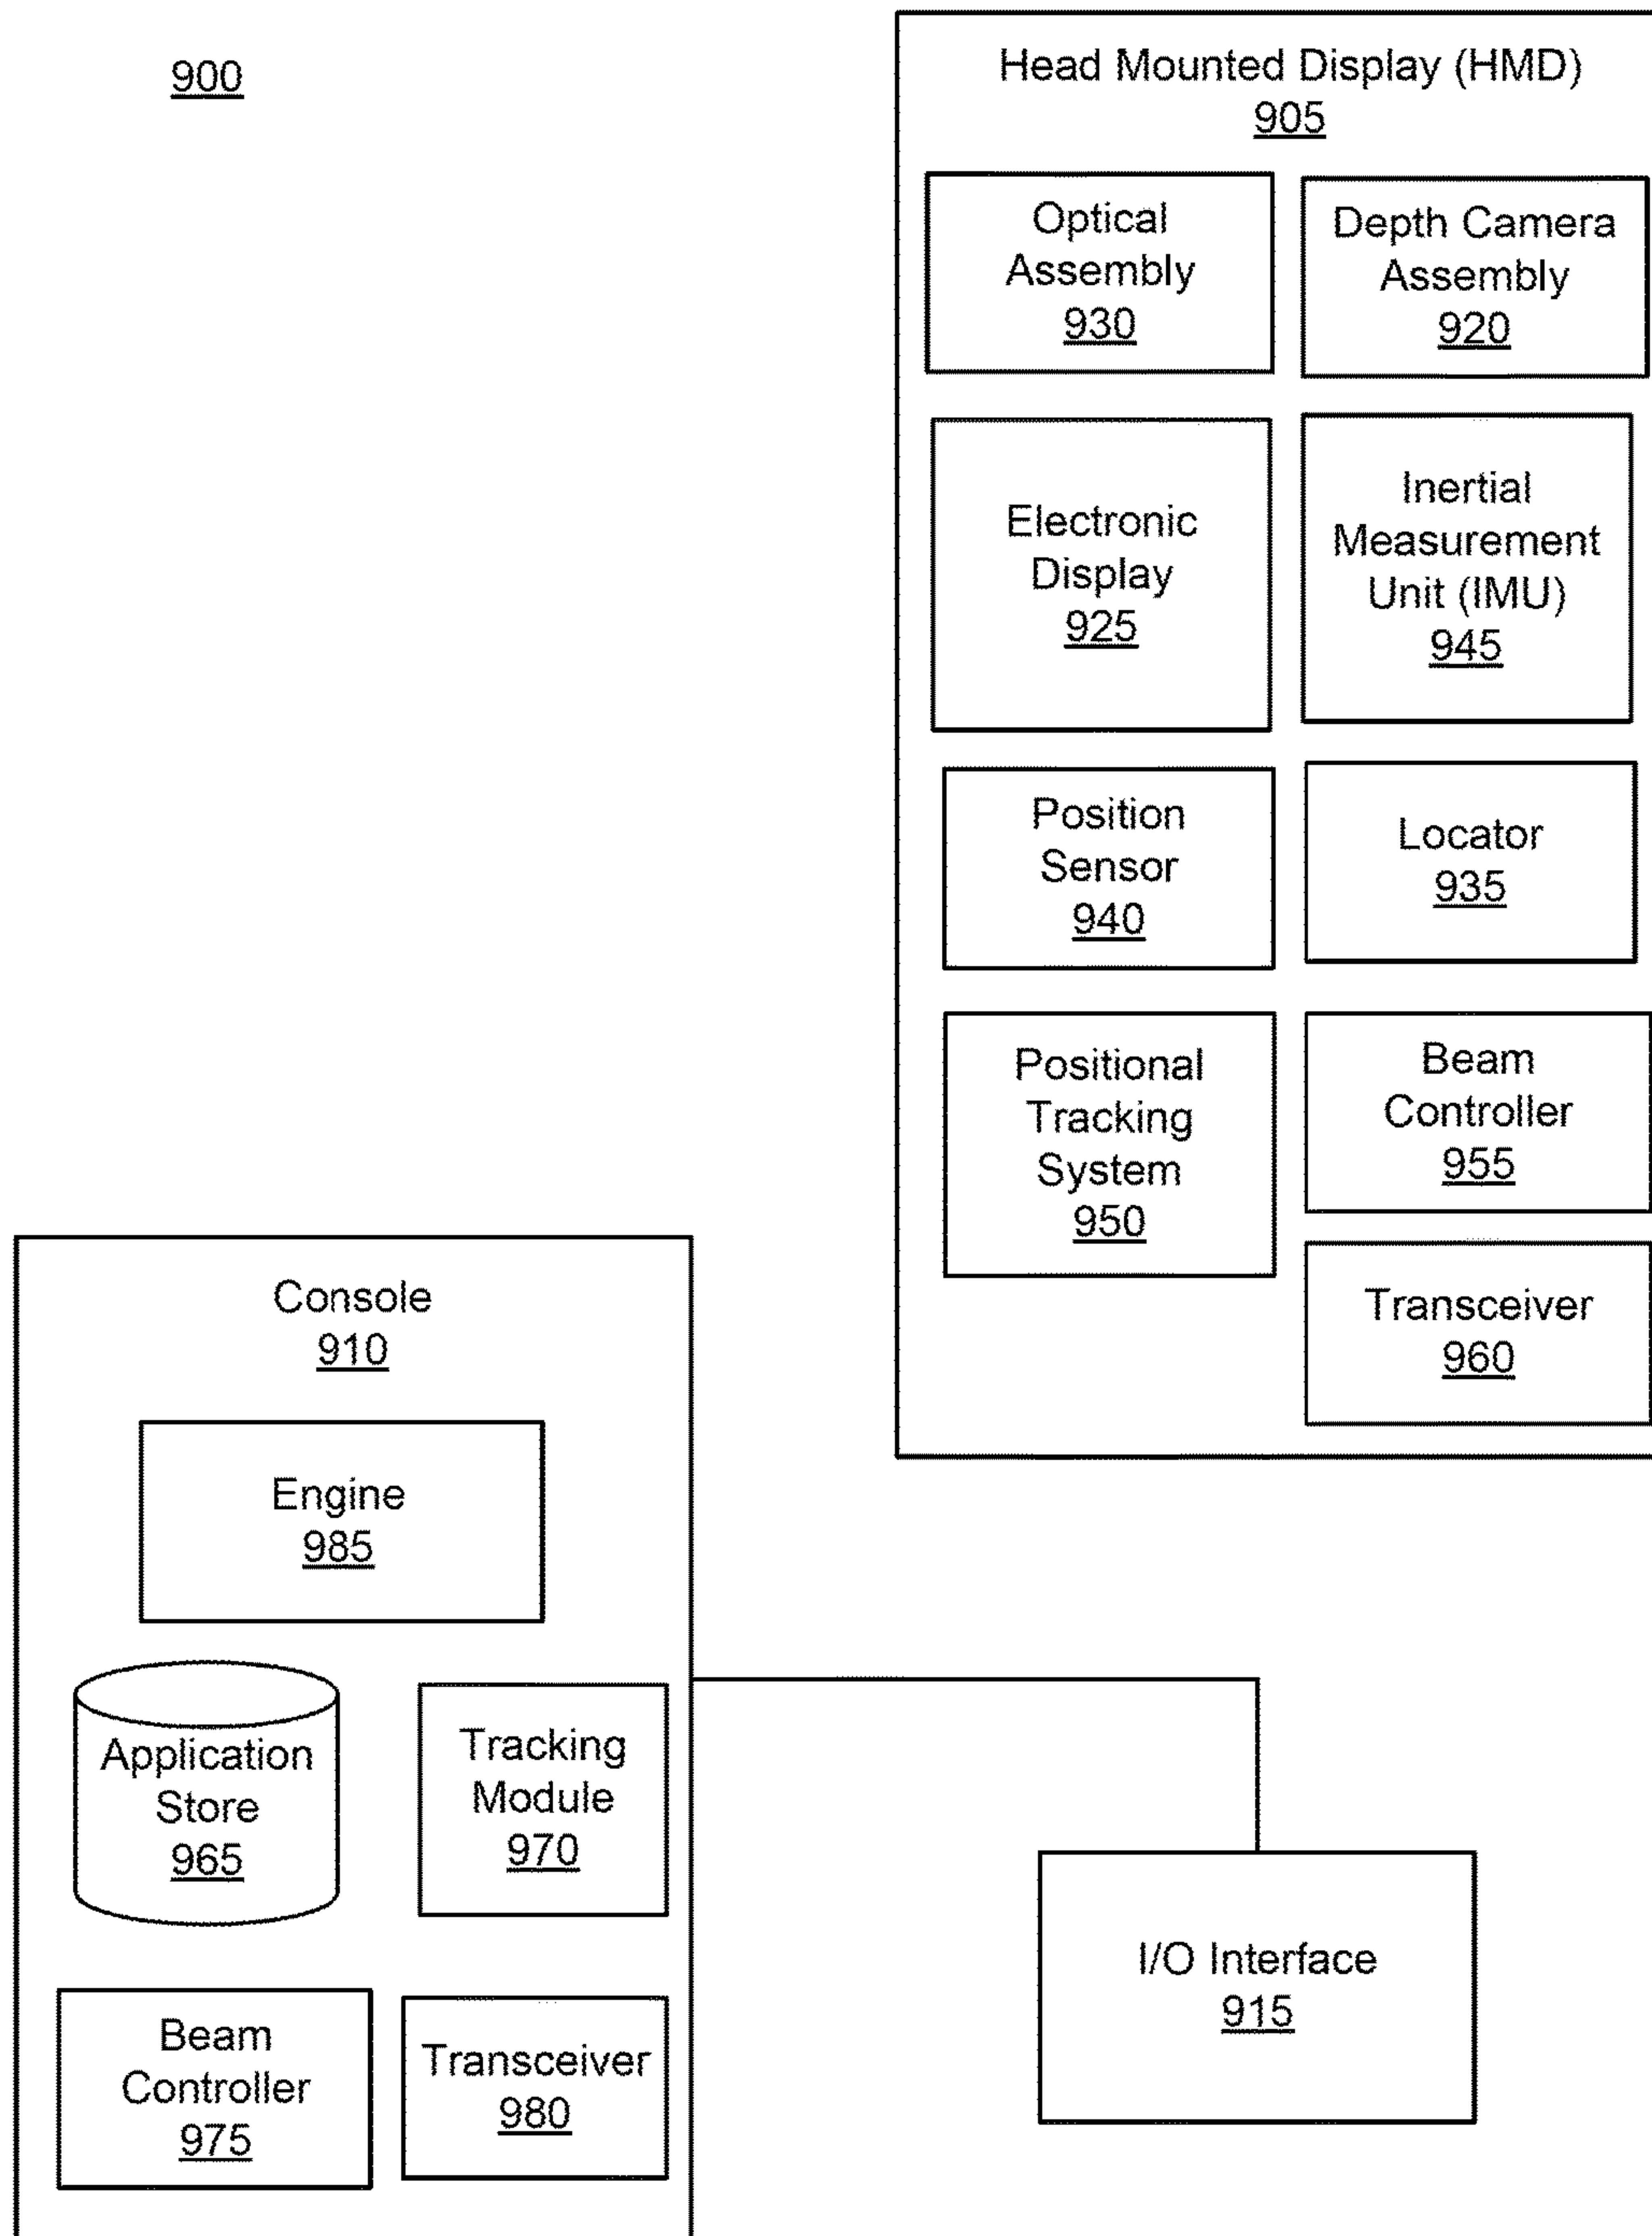 900
Head Mounted Display (HMD)
905
Optical
Assembly
930
Depth Camera
Assembly
920
Electronic
Display
925
Inertial
Measurement
Unit (IMU)
945
Position
Sensor
940
Locator
935
Positional
Tracking
System
950
Beam
Controller
955
Transceiver
960
Console
910
Engine
985
Application
Store
965
Tracking
Module
970
Beam
Controller
975
Transceiver
980
I/O Interface
915